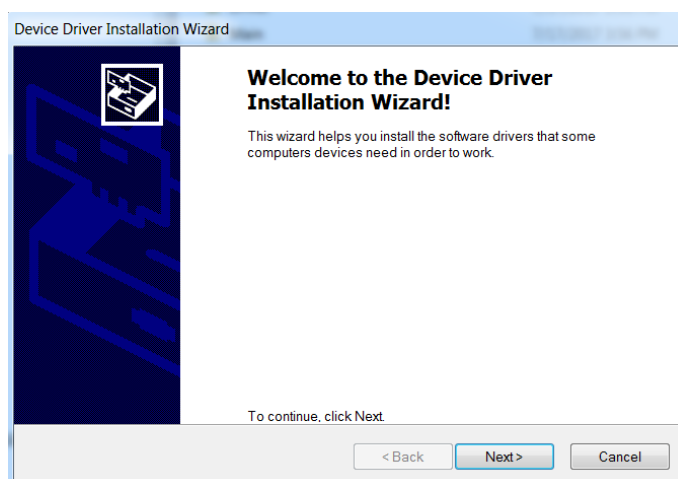 Device Driver Installation Wizard
Welcome to the Device Driver
Installation Wizard!
This wizard helps you install the software drivers that some
computers devices need in order to work.
To continue, click Next.
< Back Next > Cancel